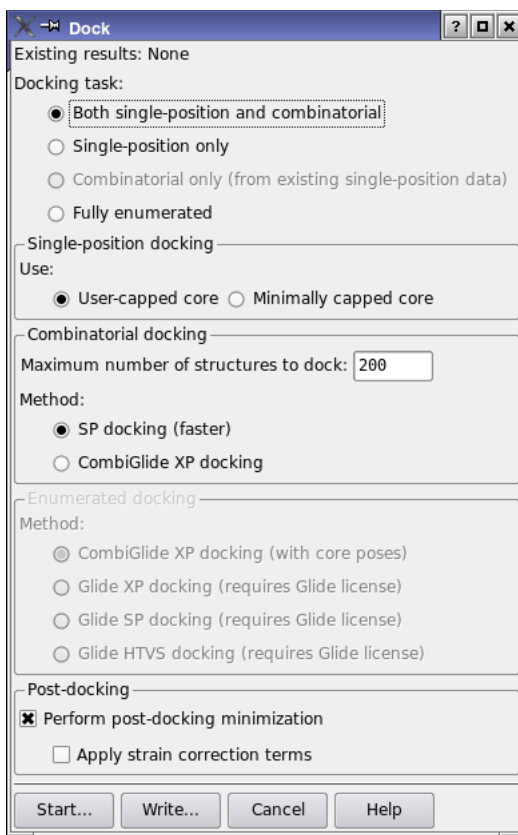 Dock
?
Existing results: None
Docking task:
Both single-position and combinatorial
Single-position only
Combinatorial only (from existing single-position data)
Fully enumerated
Single-position docking
Use:
User-capped core Minimally capped core
Combinatorial docking
Maximum number of structures to dock: 200
Method:
SP docking (faster)
CombiGlide XP docking
Enumerated docking
Method:
CombiGlide XP docking (with core poses)
Glide XP docking (requires Glide license)
Glide SP docking (requires Glide license)
Glide HTVS docking (requires Glide license)
Post-docking
Perform post-docking minimization
Apply strain correction terms
Start... Write... Cancel Help